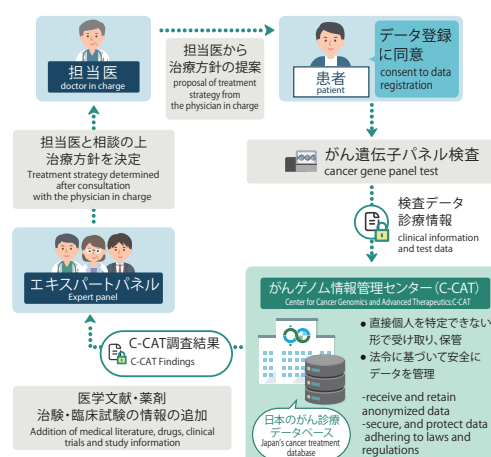 担当医
doctor in charge
担当医から
治療方針の提案
proposal of treatment
strategy from
the physician in charge
患者
patient
データ登録
に同意
consent to data
registration
がん遺伝子パネル検査
cancer gene panel test
検査データ
診療情報
clinical information
and test data
がんゲノム情報管理センター(C-CAT)
Center for Cancer Genomics and Advanced Therapeutics:C-CAT
● 直接個人を特定できない
形で受け取り、保管
● 法令に基づいて安全に
データを管理
-receive and retain
anonymized data
-secure, and protect data
adhering to laws and
regulations
日本のがん診療
データベース
Japan's cancer treatment
database
C-CAT調査結果
C-CAT Findings
医学文献・薬剤
治験・臨床試験の情報の追加
Addition of medical literature, drugs, clinical
trials and study information
エキスパートパネル
Expert panel
担当医と相談の上
治療方針を決定
Treatment strategy determined
after consultation
with the physician in charge